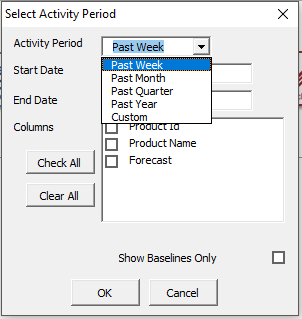 Select Activity Period
Activity Period Past Week
Past Week
Start Date
Past Month
Past Quarter
End Date
Past Year
Custom
Columns
Product Id
Product Name
Check All
Forecast
Clear All
Show Baselines Only
OK Cancel